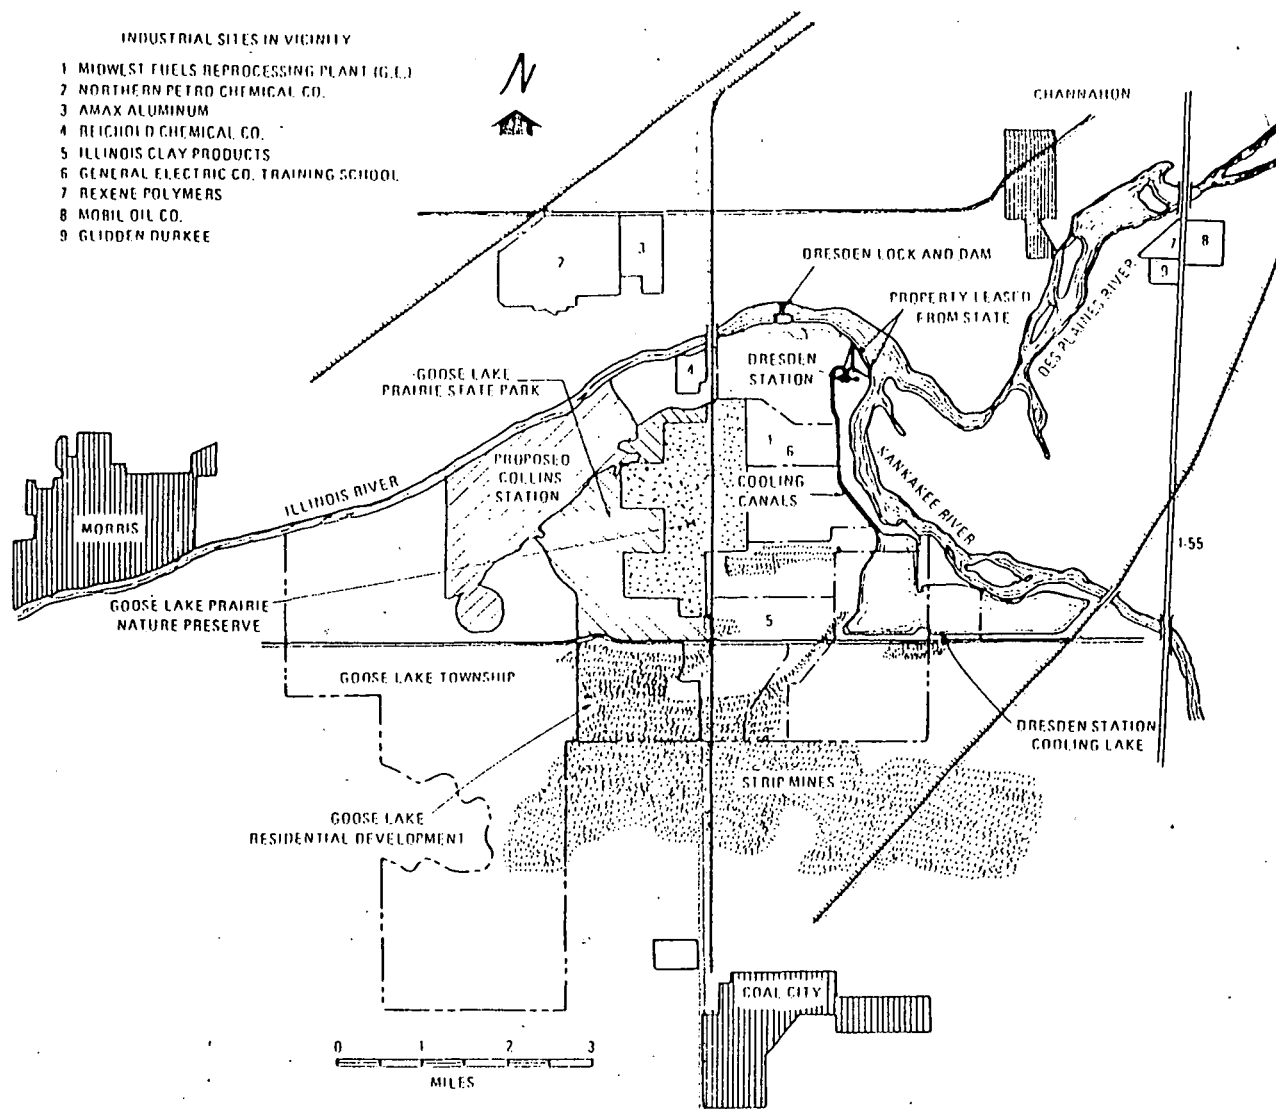 INDUSTRIAL SITES IN VICINITY
1 MIDWEST FUELS REPROCESSING PLANT (G.E.)
2 NORTHERN PETRO CHEMICAL CO.
3 AMAX ALUMINUM
4 REICHOLD CHEMICAL CO.
5 ILLINOIS CLAY PRODUCTS
6 GENERAL ELECTRIC CO. TRAINING SCHOOL
7 REXENE POLYMERS
8 MOBIL OIL CO.
9 GLIDDEN DURKEE
N
CHANNAHON
2
3
7
8
9
DRESDEN LOCK AND DAM
PROPERTY LEASED
FROM STATE
DES PLAINES RIVER
DRESDEN
STATION
4
GOOSE LAKE
PRAIRIE STATE PARK
1
6
PROPOSED
COLLINS
STATION
COOLING
CANALS
KANKAKEE RIVER
ILLINOIS RIVER
MORRIS
I-55
GOOSE LAKE PRAIRIE
NATURE PRESERVE
5
GOOSE LAKE TOWNSHIP
DRESDEN STATION
COOLING LAKE
STRIP MINES
GOOSE LAKE
RESIDENTIAL DEVELOPMENT
COAL CITY
0 1 2 3
MILES